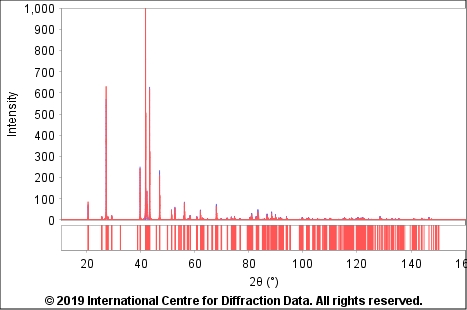 1,000
900
800
700
600
500
400
300
200
100
0
Intensity
20 40 60 80 100 120 140 16
2θ (°)
© 2019 International Centre for Diffraction Data. All rights reserved.